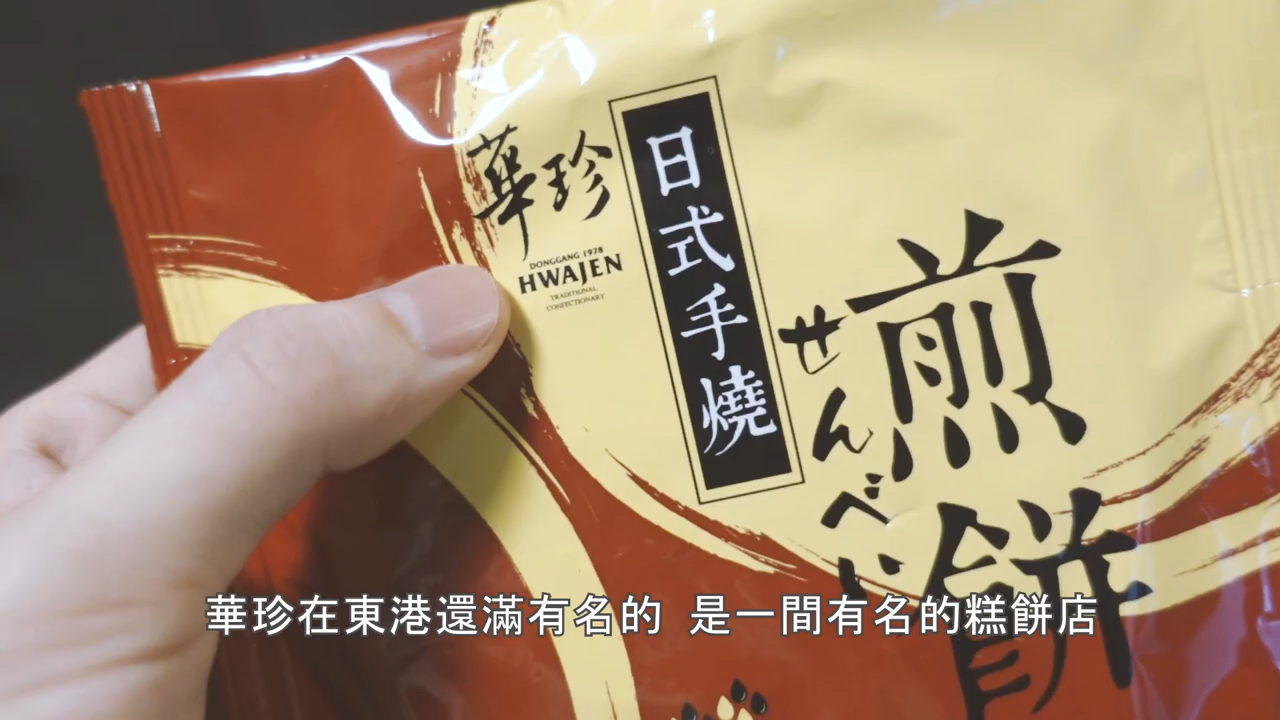 華珍
DONGGANG 1978
HWAJEN
TRADITIONAL
CONFECTIONARY
日式手燒
せんべい
煎餅
華珍在東港還滿有名的 是一間有名的糕餅店